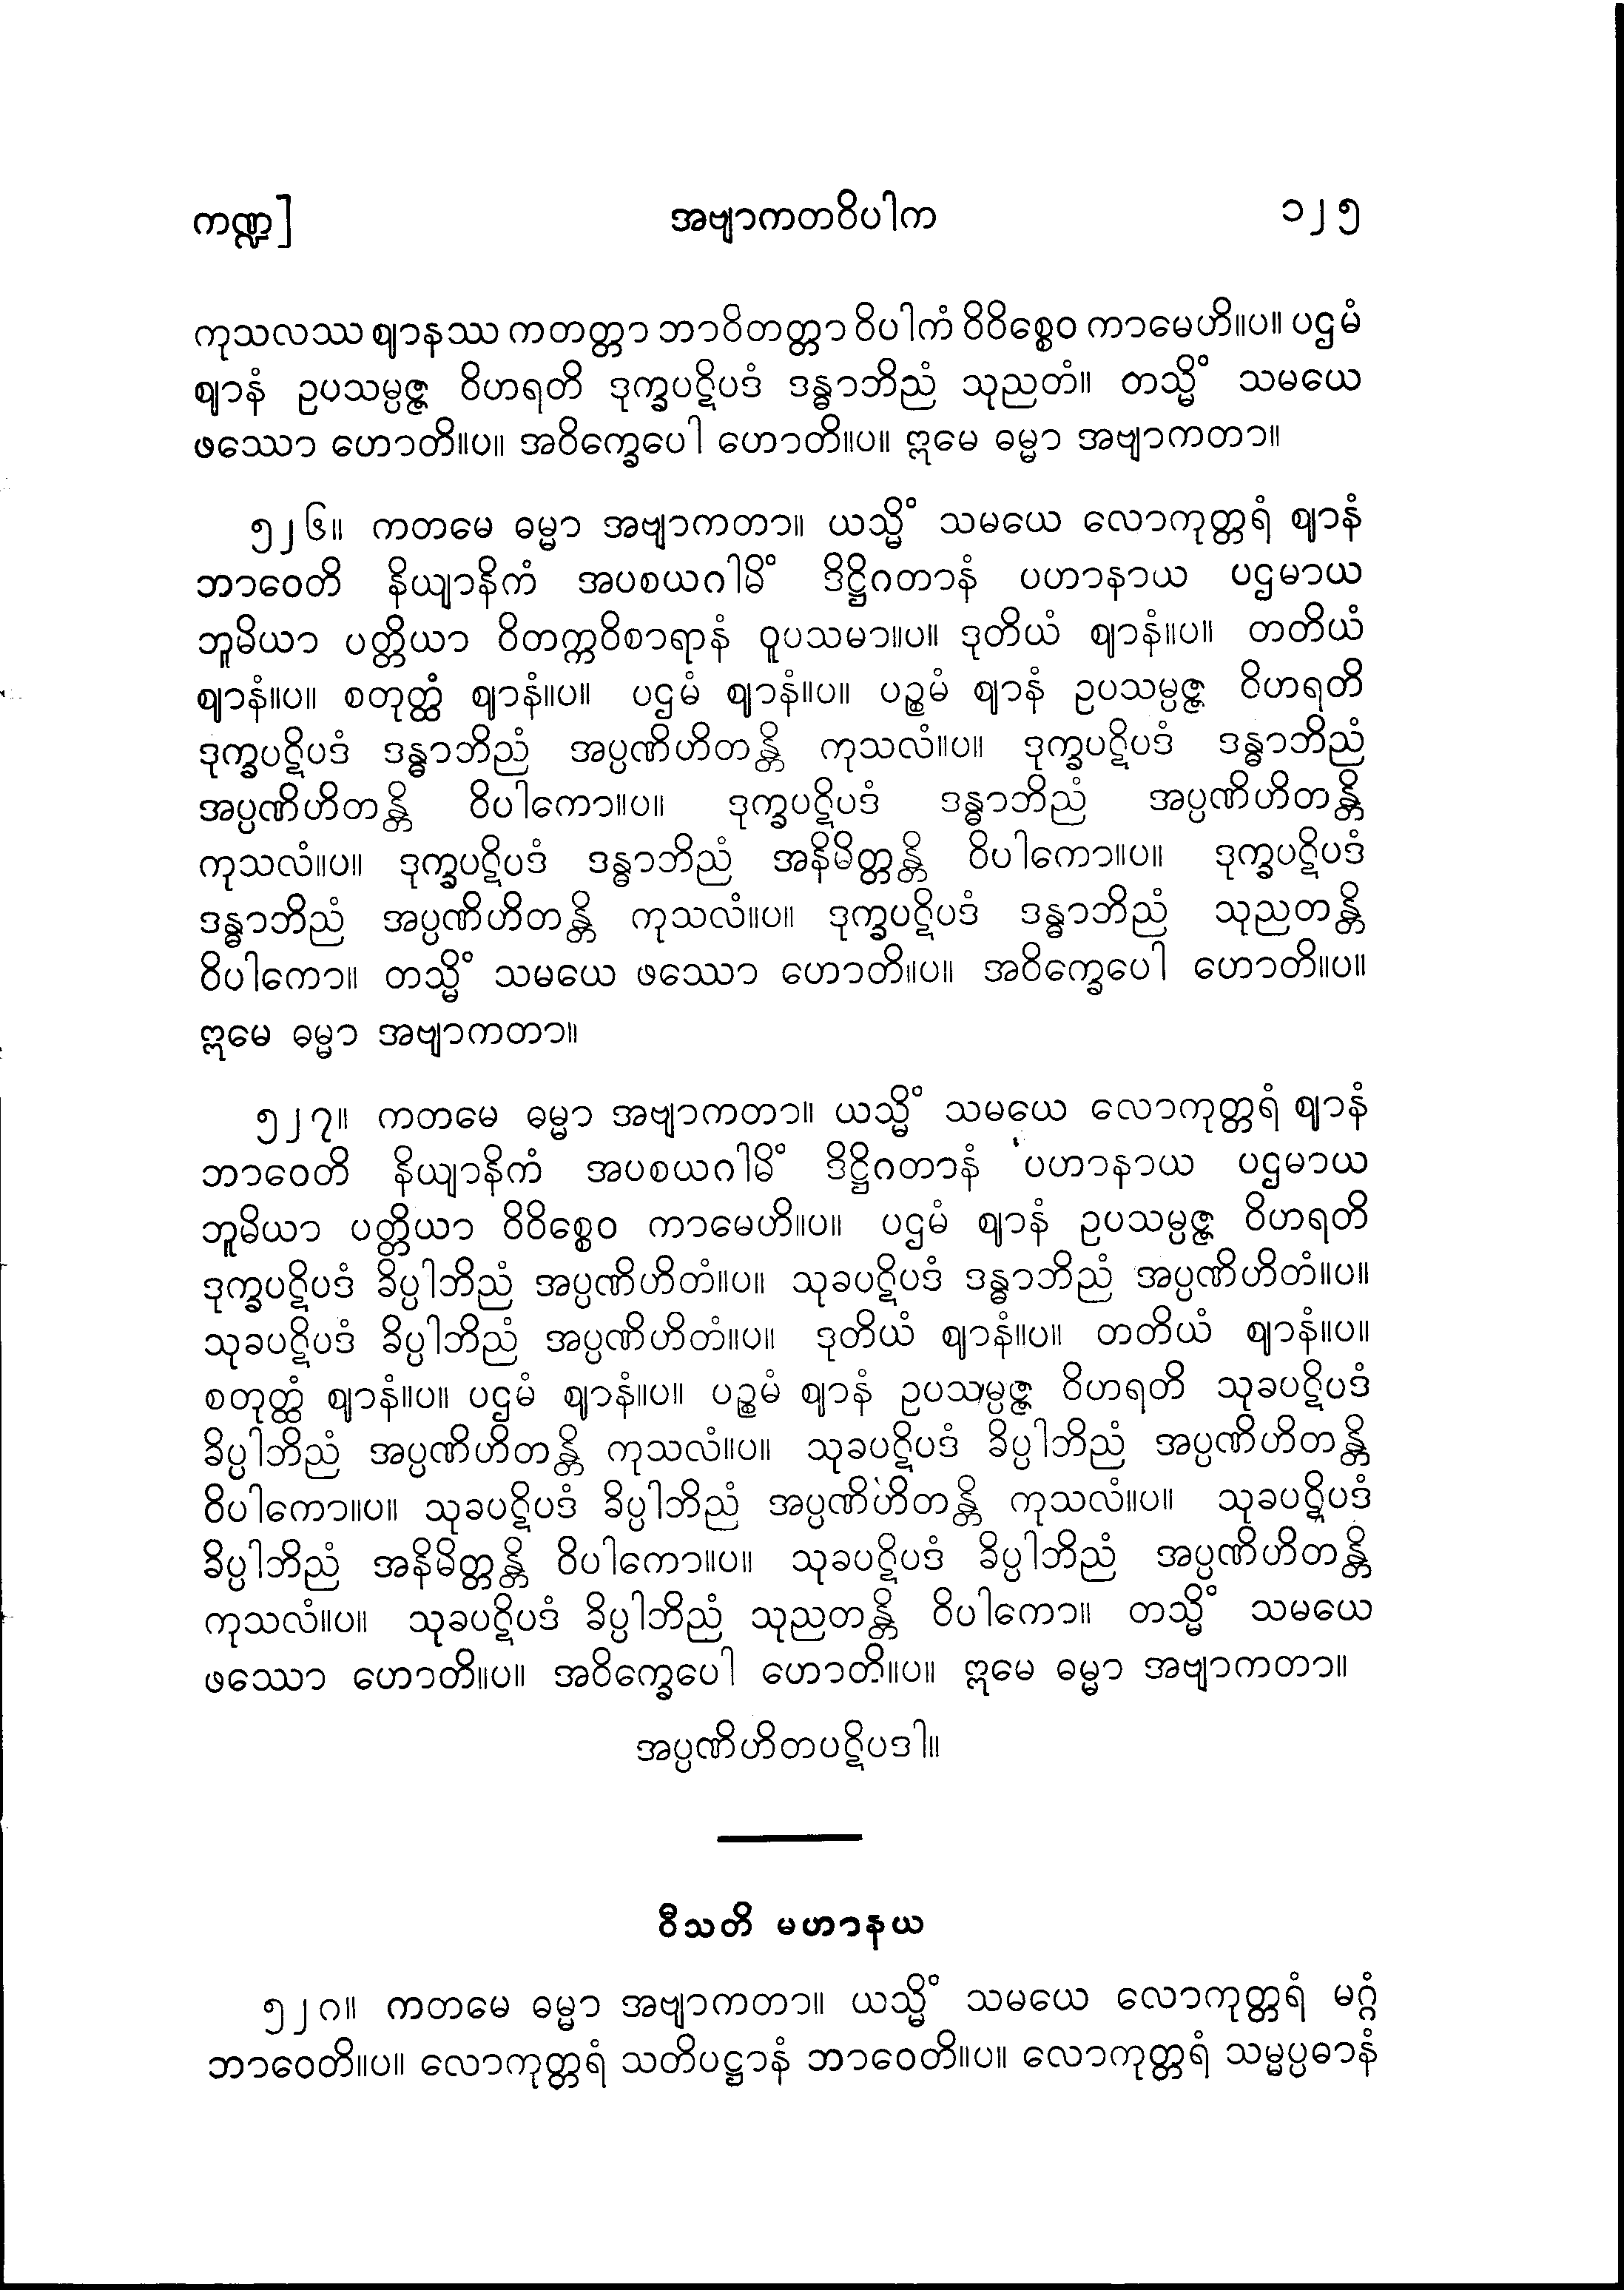 ကဏ္ဍ] အဗျာကတဝိပါက ၁၂၅
ကုသလဿ ဈာနဿ ကတတ္တာ ဘာဝိတတ္တာ ဝိပါကံ ဝိဝိစ္စေဝ ကာမေဟိ။ပ။ ပဌမံ
ဈာနံ ဥပသမ္ပဇ္ဇ ဝိဟရတိ ဒုက္ခပဋိပဒံ ဒန္ဓာဘိညံ သုညတံ။ တသ္မိံ သမယေ
ဖဿော ဟောတိ။ပ။ အဝိက္ခေပေါ ဟောတိ။ပ။ ဣမေ ဓမ္မာ အဗျာကတာ။
၅၂၆။ ကတမေ ဓမ္မာ အဗျာကတာ။ ယသ္မိံ သမယေ လောကုတ္တရံ ဈာနံ
ဘာဝေတိ နိယျာနိကံ အပစယဂါမိံ ဒိဋ္ဌိဂတာနံ ပဟာနာယ ပဌမာယ
ဘူမိယာ ပတ္တိယာ ဝိတက္ကဝိစာရာနံ ဝူပသမာ။ပ။ ဒုတိယံ ဈာနံ။ပ။ တတိယံ
ဈာနံ။ပ။ စတုတ္ထံ ဈာနံ။ပ။ ပဌမံ ဈာနံ။ပ။ ပဉ္စမံ ဈာနံ ဥပသမ္ပဇ္ဇ ဝိဟရတိ
ဒုက္ခပဋိပဒံ ဒန္ဓာဘိညံ အပ္ပဏိဟိတန္တိ ကုသလံ။ပ။ ဒုက္ခပဋိပဒံ ဒန္ဓာဘိညံ
အပ္ပဏိဟိတန္တိ ဝိပါကော။ပ။ ဒုက္ခပဋိပဒံ ဒန္ဓာဘိညံ အပ္ပဏိဟိတန္တိ
ကုသလံ။ပ။ ဒုက္ခပဋိပဒံ ဒန္ဓာဘိညံ အနိမိတ္တန္တိ ဝိပါကော။ပ။ ဒုက္ခပဋိပဒံ
ဒန္ဓာဘိညံ အပ္ပဏိဟိတန္တိ ကုသလံ။ပ။ ဒုက္ခပဋိပဒံ ဒန္ဓာဘိညံ သုညတန္တိ
ဝိပါကော။ တသ္မိံ သမယေ ဖဿော ဟောတိ။ပ။ အဝိက္ခေပေါ ဟောတိ။ပ။
ဣမေ ဓမ္မာ အဗျာကတာ။
၅၂၇။ ကတမေ ဓမ္မာ အဗျာကတာ။ ယသ္မိံ သမယေ လောကုတ္တရံ ဈာနံ
ဘာဝေတိ နိယျာနိကံ အပစယဂါမိံ ဒိဋ္ဌိဂတာနံ ပဟာနာယ ပဌမာယ
ဘူမိယာ ပတ္တိယာ ဝိဝိစ္စေဝ ကာမေဟိ။ပ။ ပဌမံ ဈာနံ ဥပသမ္ပဇ္ဇ ဝိဟရတိ
ဒုက္ခပဋိပဒံ ခိပ္ပါဘိညံ အပ္ပဏိဟိတံ။ပ။ သုခပဋိပဒံ ဒန္ဓာဘိညံ အပ္ပဏိဟိတံ။ပ။
သုခပဋိပဒံ ခိပ္ပါဘိညံ အပ္ပဏိဟိတံ။ပ။ ဒုတိယံ ဈာနံ။ပ။ တတိယံ ဈာနံ။ပ။
စတုတ္ထံ ဈာနံ။ပ။ ပဌမံ ဈာနံ။ပ။ ပဉ္စမံ ဈာနံ ဥပသမ္ပဇ္ဇ ဝိဟရတိ သုခပဋိပဒံ
ခိပ္ပါဘိညံ အပ္ပဏိဟိတန္တိ ကုသလံ။ပ။ သုခပဋိပဒံ ခိပ္ပါဘိညံ အပ္ပဏိဟိတန္တိ
ဝိပါကော။ပ။ သုခပဋိပဒံ ခိပ္ပါဘိညံ အပ္ပဏိဟိတန္တိ ကုသလံ။ပ။ သုခပဋိပဒံ
ခိပ္ပါဘိညံ အနိမိတ္တန္တိ ဝိပါကော။ပ။ သုခပဋိပဒံ ခိပ္ပါဘိညံ အပ္ပဏိဟိတန္တိ
ကုသလံ။ပ။ သုခပဋိပဒံ ခိပ္ပါဘိညံ သုညတန္တိ ဝိပါကော။ တသ္မိံ သမယေ
ဖဿော ဟောတိ။ပ။ အဝိက္ခေပေါ ဟောတိ။ပ။ ဣမေ ဓမ္မာ အဗျာကတာ။
အပ္ပဏိဟိတပဋိပဒါ။
ဝီသတိ မဟာနယ
၅၂၈။ ကတမေ ဓမ္မာ အဗျာကတာ။ ယသ္မိံ သမယေ လောကုတ္တရံ မဂ္ဂံ
ဘာဝေတိ။ပ။ လောကုတ္တရံ သတိပဋ္ဌာနံ ဘာဝေတိ။ပ။ လောကုတ္တရံ သမ္မပ္ပဓာနံ